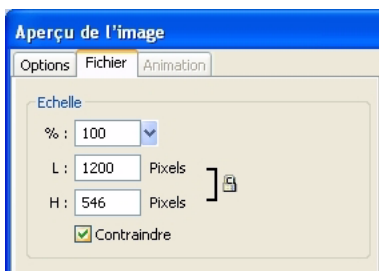 Aperçu de l'image
Options Fichier Animation
Echelle
% : 100
L : 1200 Pixels
H : 546 Pixels
Contraindre